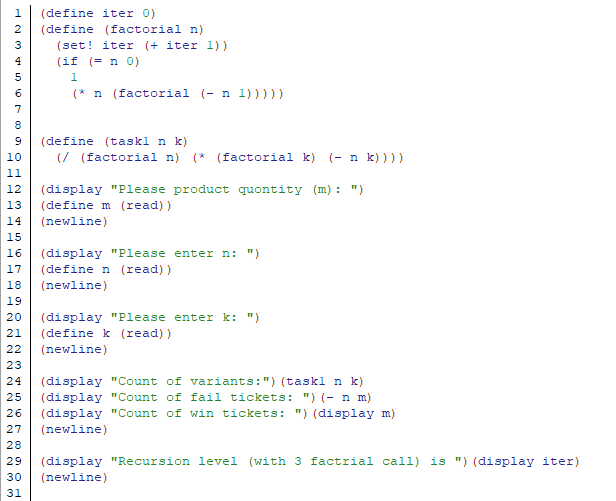 1 (define iter 0)
2 (define (factorial n)
3 (set! iter (+ iter 1))
4 (if (= n 0)
5 1
6 (* n (factorial (- n 1)))))
7
8
9 (define (task1 n k)
10 (/ (factorial n) (* (factorial k) (- n k))))
11
12 (display "Please product quontity (m): ")
13 (define m (read))
14 (newline)
15
16 (display "Please enter n: ")
17 (define n (read))
18 (newline)
19
20 (display "Please enter k: ")
21 (define k (read))
22 (newline)
23
24 (display "Count of variants:")(task1 n k)
25 (display "Count of fail tickets: ")(- n m)
26 (display "Count of win tickets: ")(display m)
27 (newline)
28
29 (display "Recursion level (with 3 factrial call) is ")(display iter)
30 (newline)
31